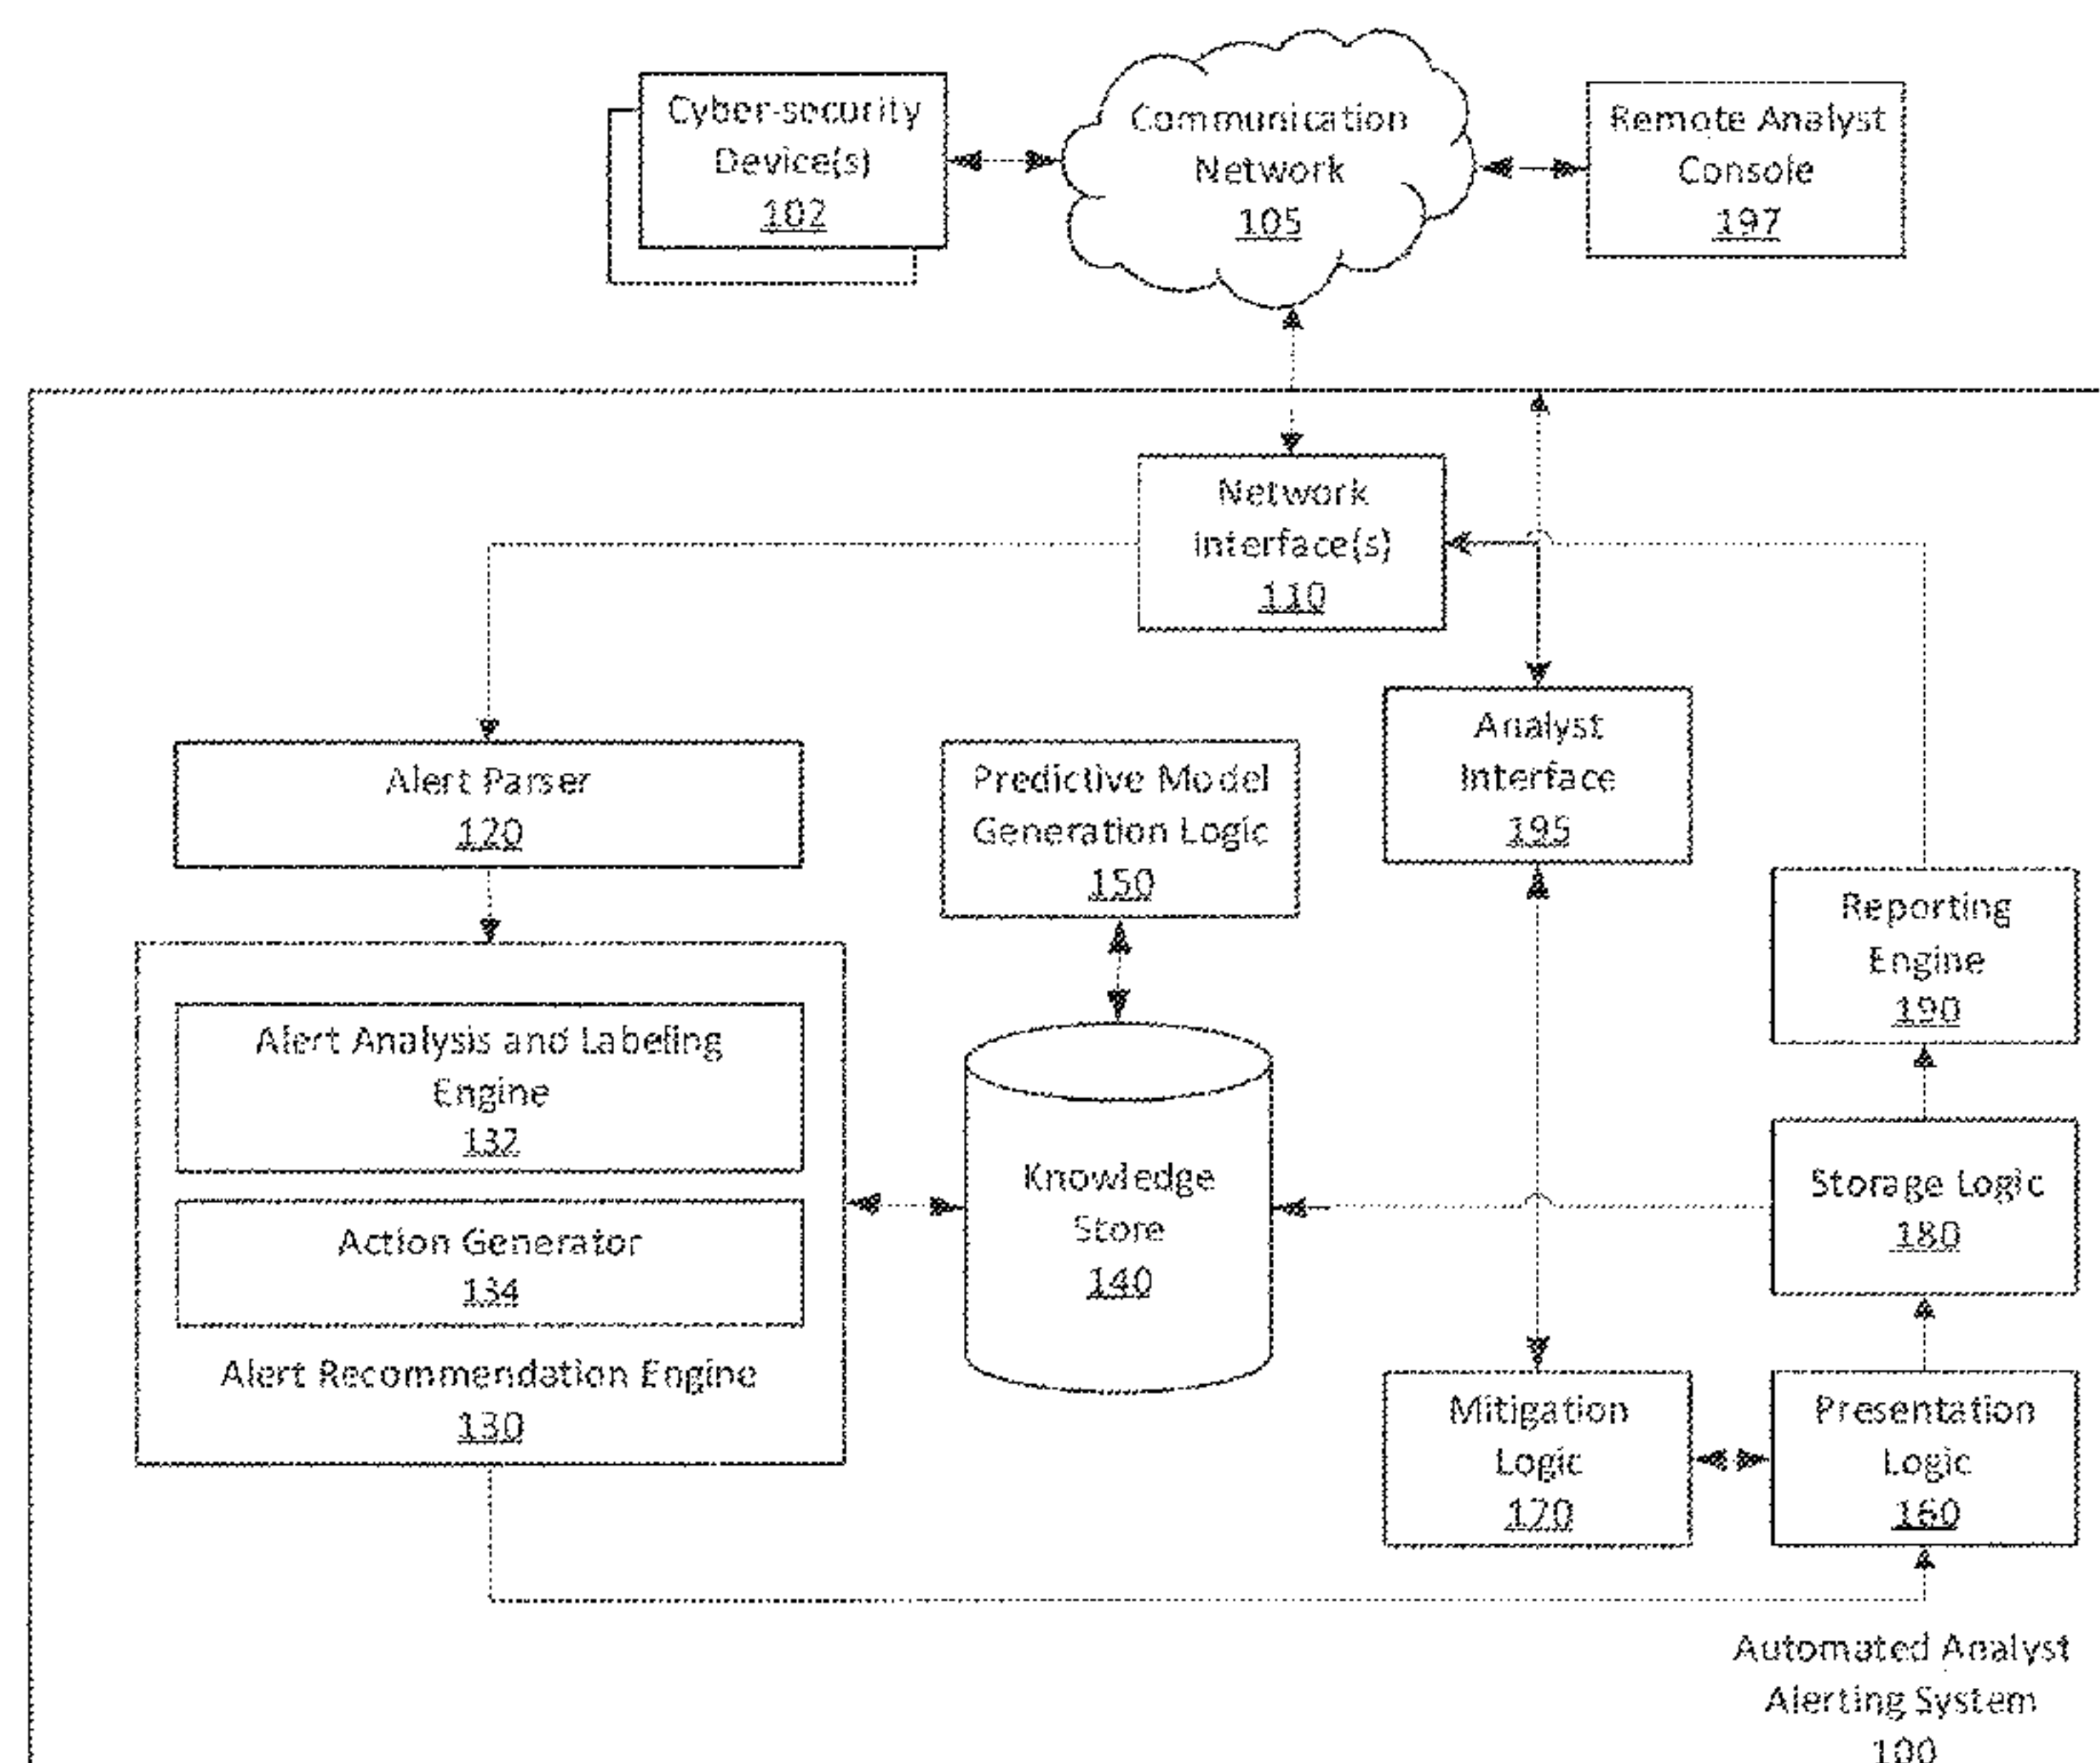 Cyber-security
Device(s)
102
Communication
Network
105
Remote Analyst
Console
197
Network
Interface(s)
110
Analyst
Interface
195
Alert Parser
120
Predictive Model
Generation Logic
150
Reporting
Engine
190
Alert Analysis and Labeling
Engine
132
Action Generator
134
Alert Recommendation Engine
130
Knowledge
Store
140
Storage Logic
180
Mitigation
Logic
170
Presentation
Logic
160
Automated Analyst
Alerting System
100